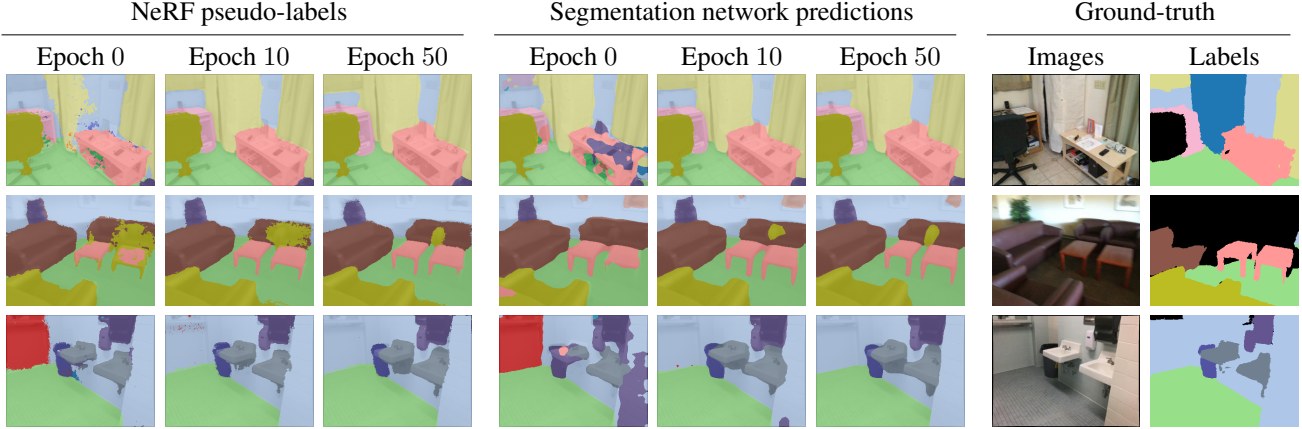 NeRF pseudo-labels Segmentation network predictions Ground-truth
Epoch 0 Epoch 10 Epoch 50 Epoch 0 Epoch 10 Epoch 50 Images Labels